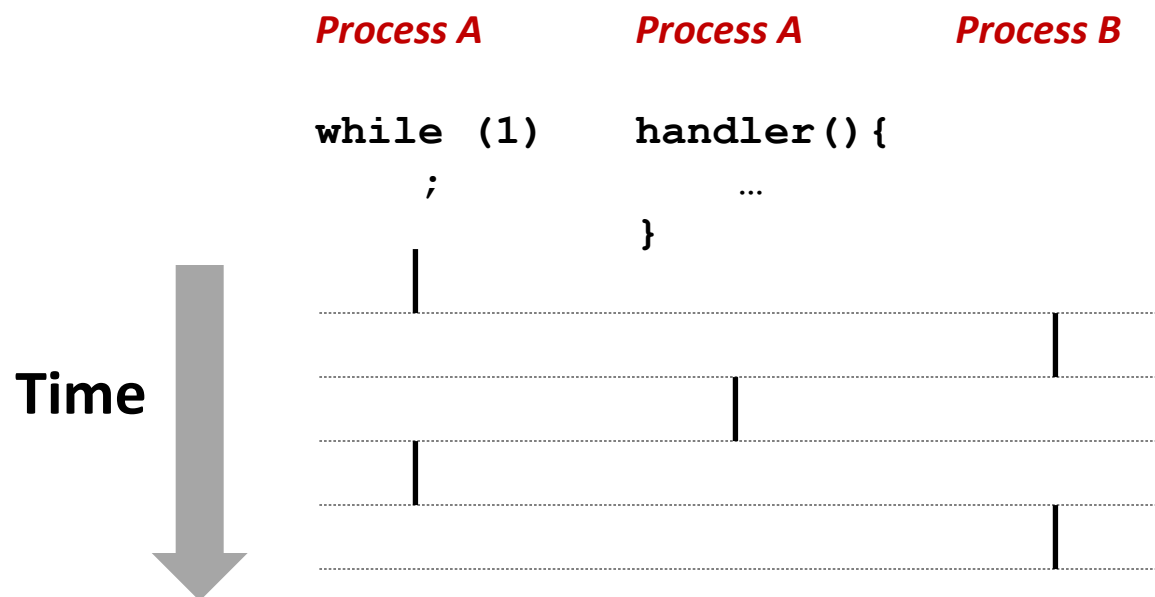 Process A Process A Process B
while (1) handler(){
; …
}
Time